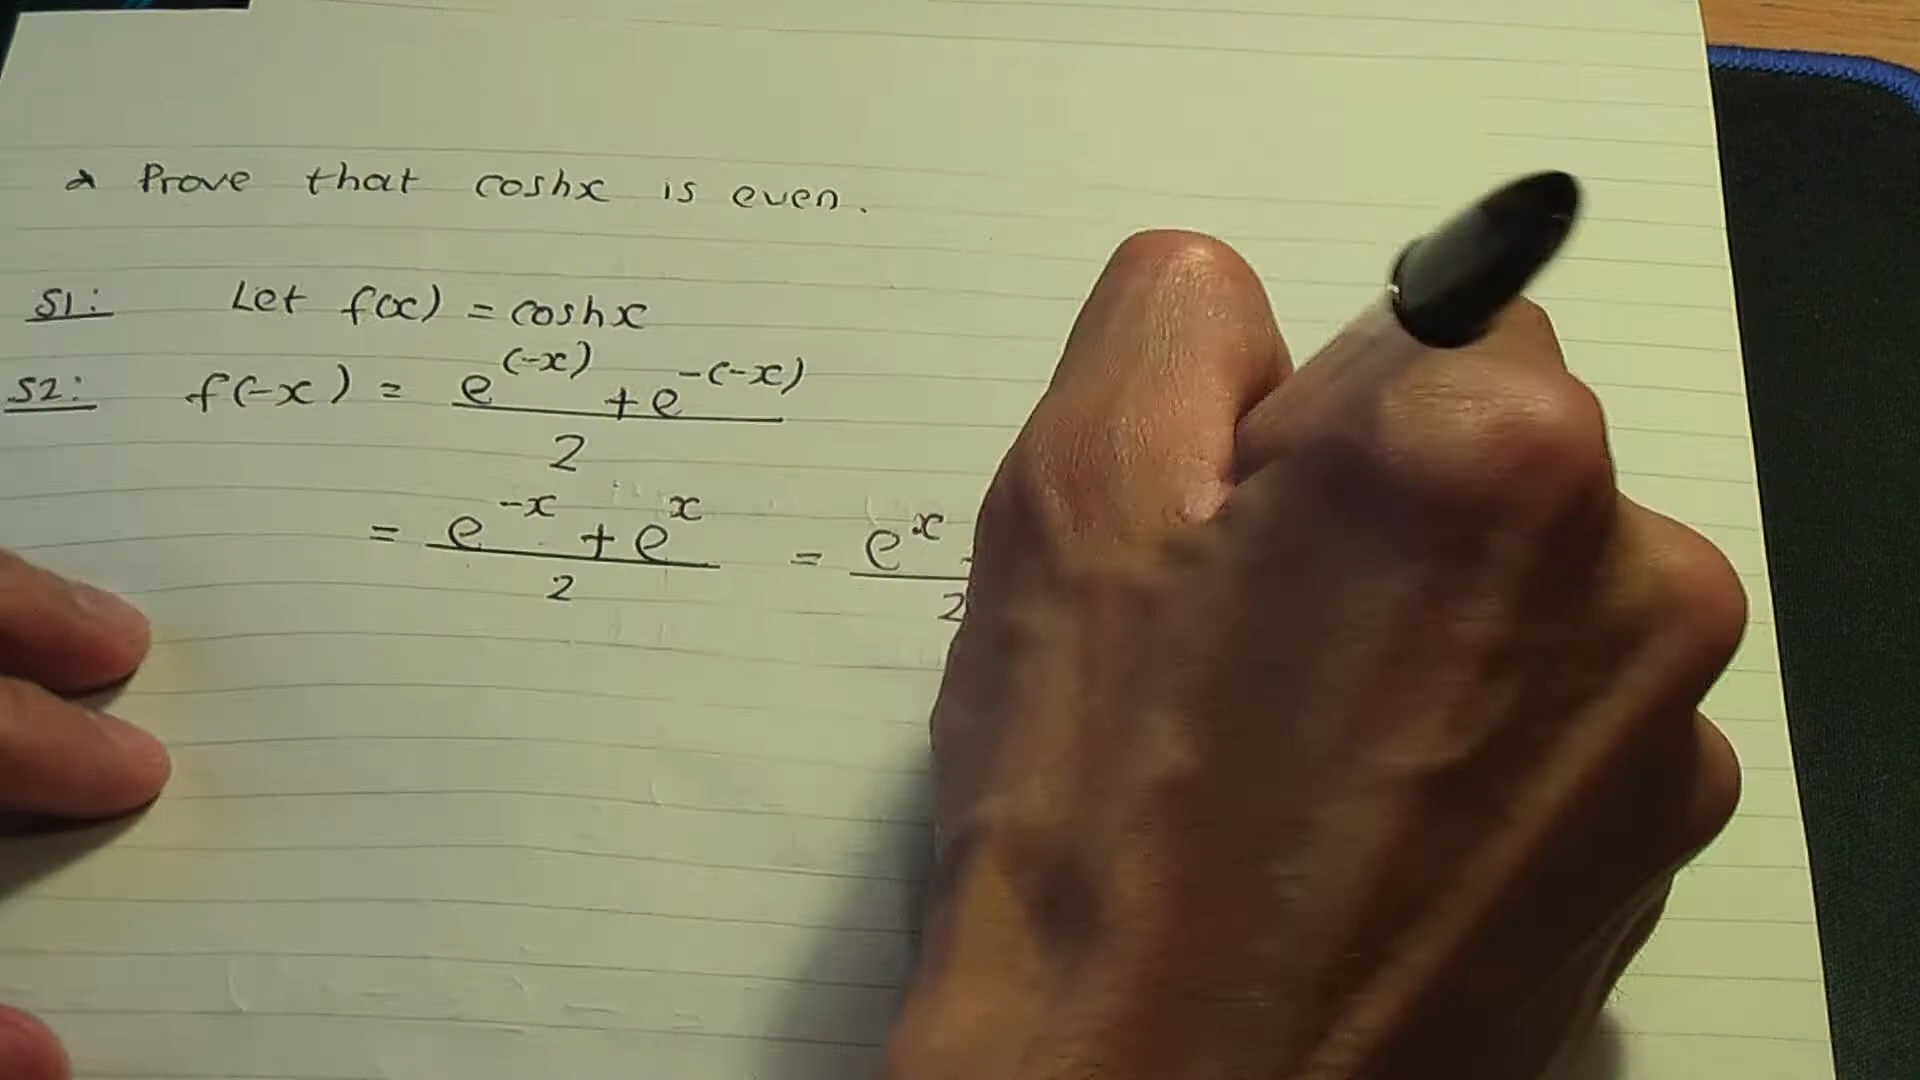 * Prove that coshx is even.
S1: Let f(x) = coshx
S2: f(-x) = (e^(-x) + e^-(-x))/2
= (e^-x + e^x)/2 = e^x / 2